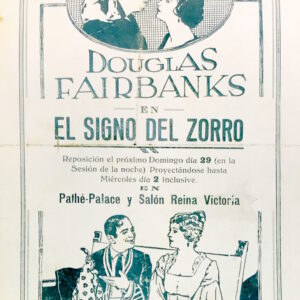 DOUGLAS
FAIRBANKS
EN
EL SIGNO DEL ZORRO
Reposición el próximo Domingo día 29 (en la
Sesión de la noche) Proyectándose hasta
Miércoles día 2 inclusive.
EN
Pathé-Palace y Salón Reina Victoria